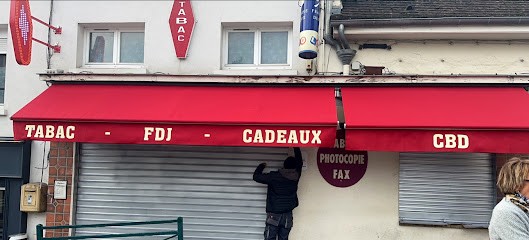 TABAC
TABAC - FDJ - CADEAUX
CBD
PHOTOCOPIE
FAX